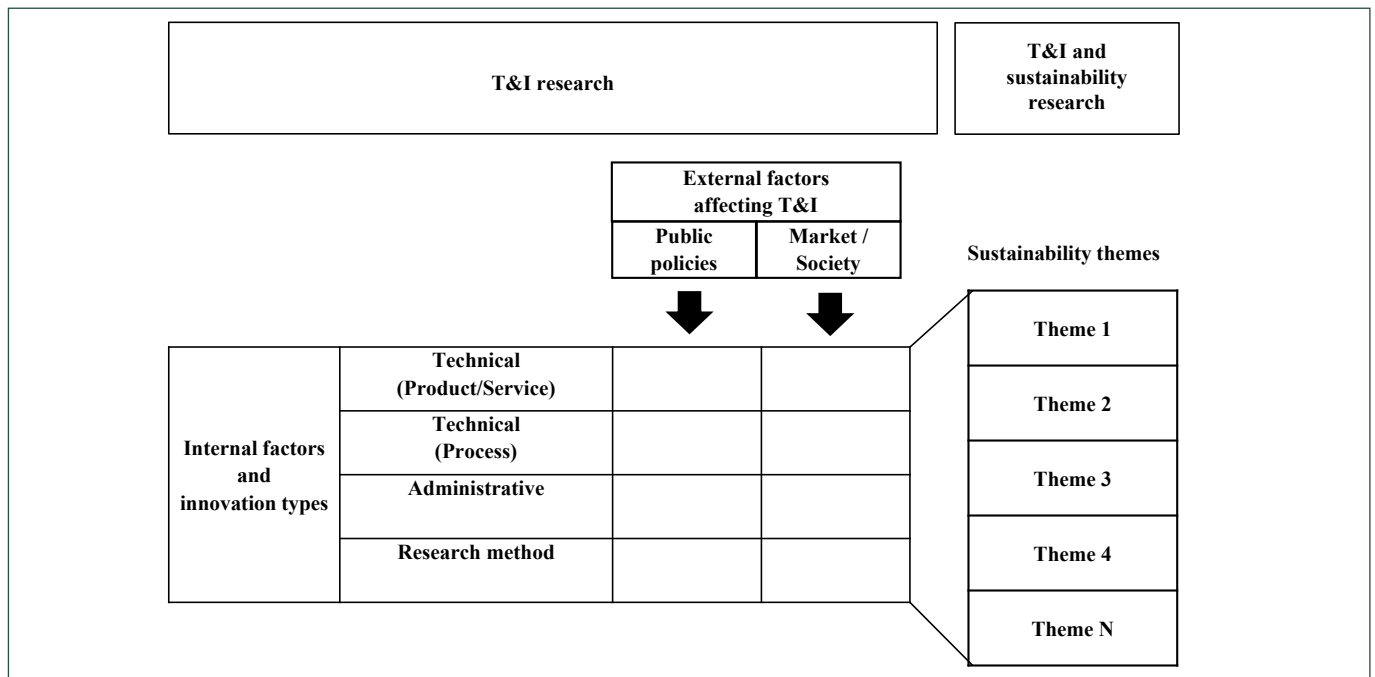 T&I research
T&I and
sustainability
research
External factors
affecting T&I
Public
policies
Market /
Society
Sustainability themes
Internal factors
and
innovation types
Technical
(Product/Service)
Technical
(Process)
Administrative
Research method
Theme 1
Theme 2
Theme 3
Theme 4
Theme N